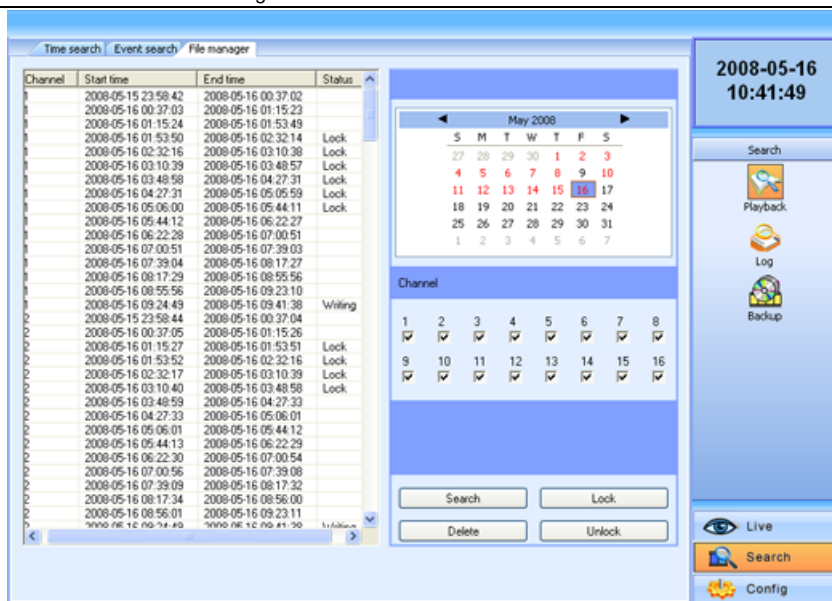 Time search Event search File manager
Channel Start time End time Status
1 2008-05-15 23:58:42 2008-05-16 00:37:02
1 2008-05-16 00:37:03 2008-05-16 01:15:23
1 2008-05-16 01:15:24 2008-05-16 01:53:49
1 2008-05-16 01:53:50 2008-05-16 02:32:14 Lock
1 2008-05-16 02:32:16 2008-05-16 03:10:38 Lock
1 2008-05-16 03:10:39 2008-05-16 03:48:57 Lock
1 2008-05-16 03:48:58 2008-05-16 04:27:31 Lock
1 2008-05-16 04:27:31 2008-05-16 05:05:59 Lock
1 2008-05-16 05:06:00 2008-05-16 05:44:11 Lock
1 2008-05-16 05:44:12 2008-05-16 06:22:27
1 2008-05-16 06:22:28 2008-05-16 07:00:51
1 2008-05-16 07:00:51 2008-05-16 07:39:03
1 2008-05-16 07:39:04 2008-05-16 08:17:27
1 2008-05-16 08:17:29 2008-05-16 08:55:56
1 2008-05-16 08:55:56 2008-05-16 09:23:10
1 2008-05-16 09:24:49 2008-05-16 09:41:38 Writing
2 2008-05-15 23:58:44 2008-05-16 00:37:04
2 2008-05-16 00:37:05 2008-05-16 01:15:26
2 2008-05-16 01:15:27 2008-05-16 01:53:51 Lock
2 2008-05-16 01:53:52 2008-05-16 02:32:16 Lock
2 2008-05-16 02:32:17 2008-05-16 03:10:39 Lock
2 2008-05-16 03:10:40 2008-05-16 03:48:58 Lock
2 2008-05-16 03:48:59 2008-05-16 04:27:33
2 2008-05-16 04:27:33 2008-05-16 05:06:01
2 2008-05-16 05:06:01 2008-05-16 05:44:12
2 2008-05-16 05:44:13 2008-05-16 06:22:29
2 2008-05-16 06:22:30 2008-05-16 07:00:54
2 2008-05-16 07:00:56 2008-05-16 07:39:08
2 2008-05-16 07:39:09 2008-05-16 08:17:32
2 2008-05-16 08:17:34 2008-05-16 08:56:00
2 2008-05-16 08:56:01 2008-05-16 09:23:11
2 2008-05-16 09:24:49 2008-05-16 09:41:38 Writing
May 2008
S M T W T F S
27 28 29 30 1 2 3
4 5 6 7 8 9 10
11 12 13 14 15 16 17
18 19 20 21 22 23 24
25 26 27 28 29 30 31
1 2 3 4 5 6 7
Channel
1 2 3 4 5 6 7 8
9 10 11 12 13 14 15 16
Search Lock
Delete Unlock
2008-05-16
10:41:49
Search
Playback
Log
Backup
Live
Search
Config